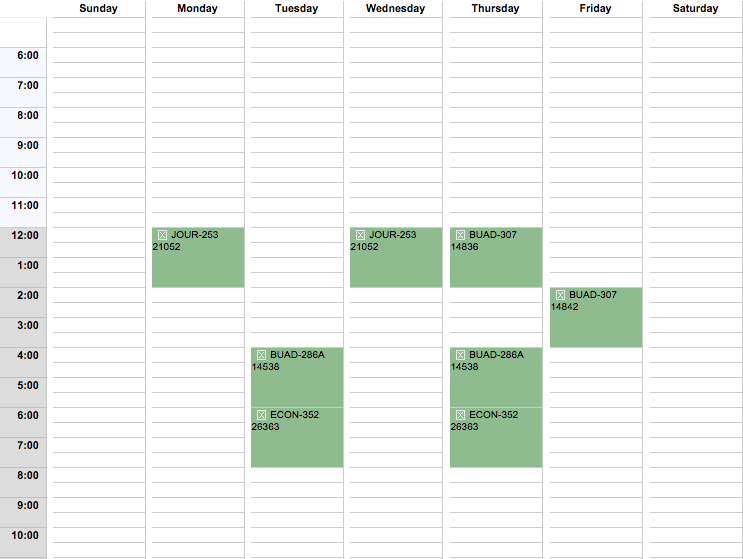 Sunday Monday Tuesday Wednesday Thursday Friday Saturday
6:00
7:00
8:00
9:00
10:00
11:00
12:00 JOUR-253 JOUR-253 BUAD-307
21052 21052 14836
1:00
2:00 BUAD-307
14842
3:00
4:00 BUAD-286A BUAD-286A
14538 14538
5:00
6:00 ECON-352 ECON-352
26363 26363
7:00
8:00
9:00
10:00